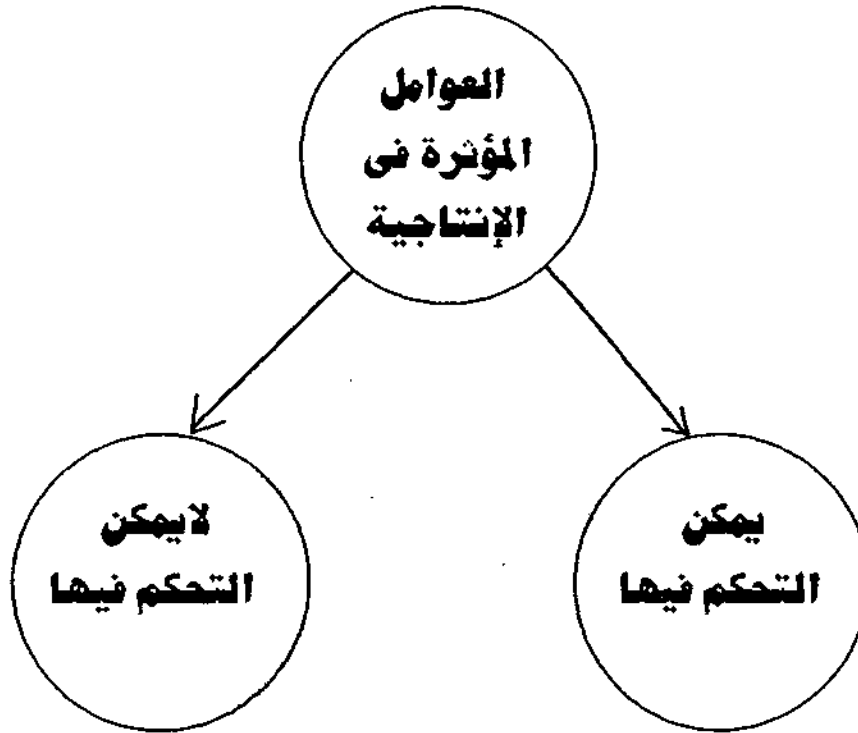 العوامل
المؤثرة فى
الإنتاجية
يمكن
التحكم فيها
لايمكن
التحكم فيها